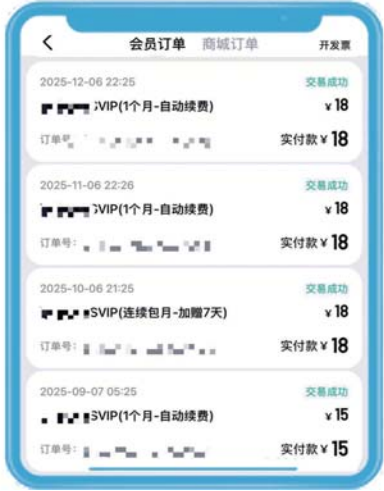 会员订单 商城订单 开发票
2025-12-06 22:25 交易成功
SVIP(1个月-自动续费) ¥18
订单号 实付款¥18
2025-11-06 22:26 交易成功
SVIP(1个月-自动续费) ¥18
订单号: 实付款¥18
2025-10-06 21:25 交易成功
SVIP(连续包月-加赠7天) ¥18
订单号: 实付款¥18
2025-09-07 05:25 交易成功
SVIP(1个月-自动续费) ¥15
订单号: 实付款¥15